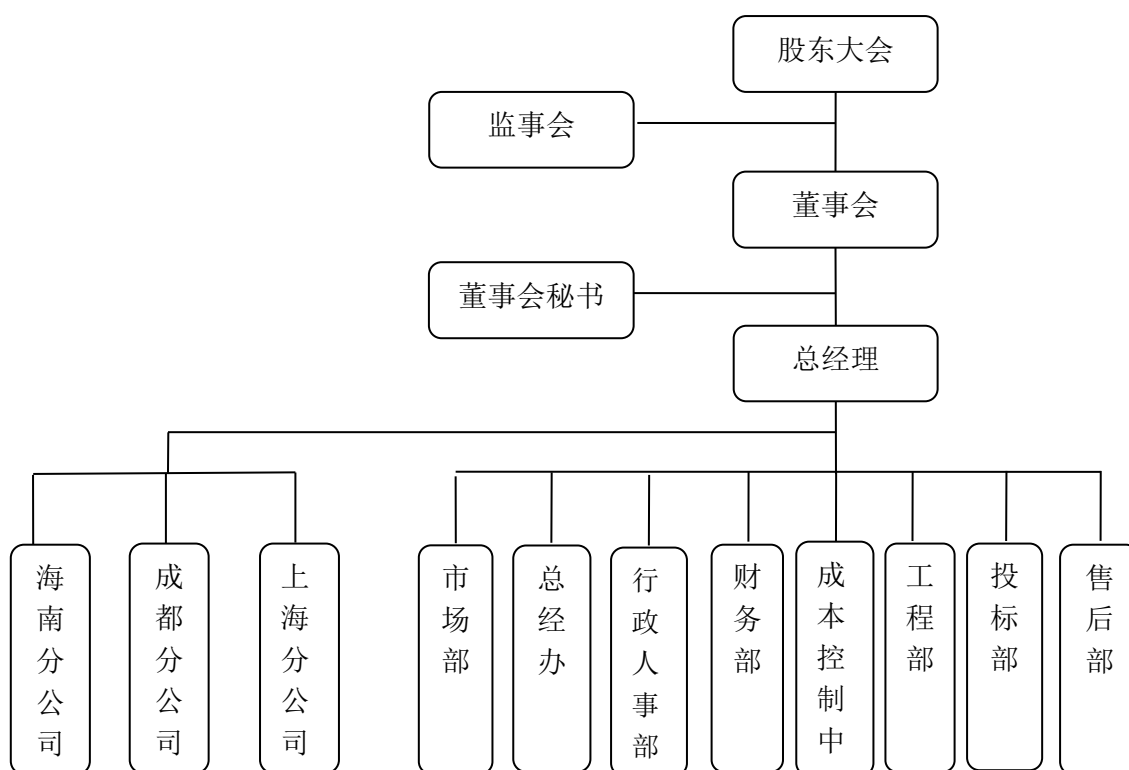 股东大会
监事会
董事会
董事会秘书
总经理
海南分公司
成都分公司
上海分公司
市场部
总经办
行政人事部
财务部
成本控制中
工程部
投标部
售后部